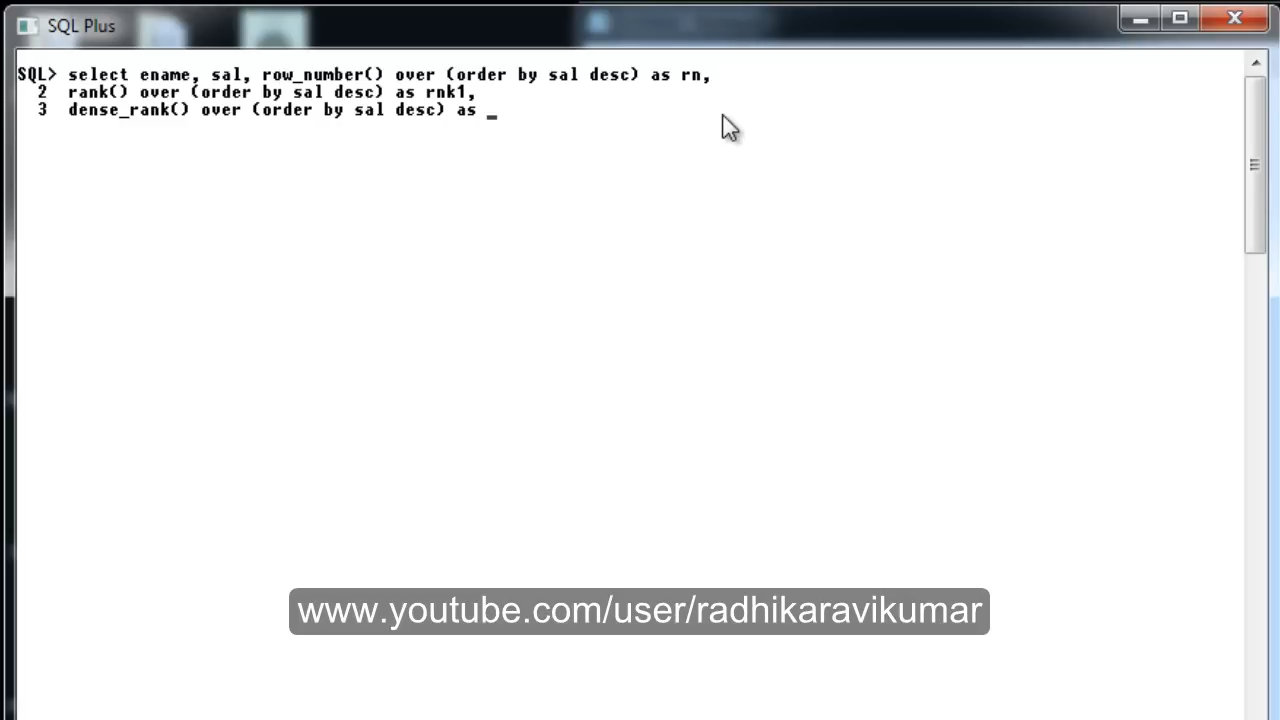 SQL Plus
SQL> select ename, sal, row_number() over (order by sal desc) as rn,
2 rank() over (order by sal desc) as rnk1,
3 dense_rank() over (order by sal desc) as _
www.youtube.com/user/radhikaravikumar